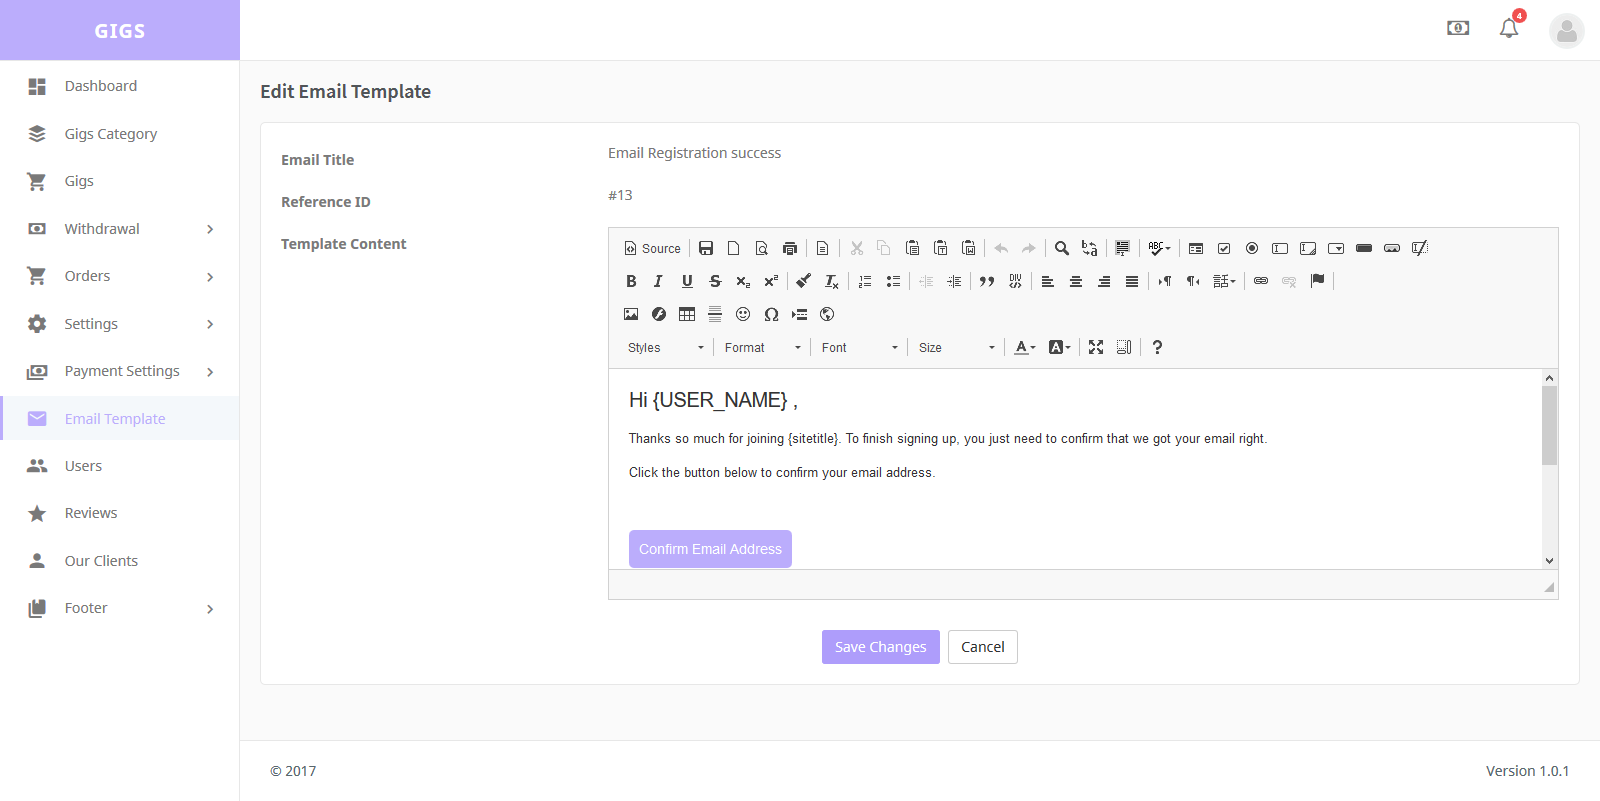 GIGS
4
Dashboard
Gigs Category
Gigs
Withdrawal
Orders
Settings
Payment Settings
Email Template
Users
Reviews
Our Clients
Footer
Edit Email Template
Email Title
Email Registration success
Reference ID
#13
Template Content
Source
Styles Format Font Size
Hi {USER_NAME} ,
Thanks so much for joining {sitetitle}. To finish signing up, you just need to confirm that we got your email right.
Click the button below to confirm your email address.
Confirm Email Address
Save Changes Cancel
© 2017
Version 1.0.1